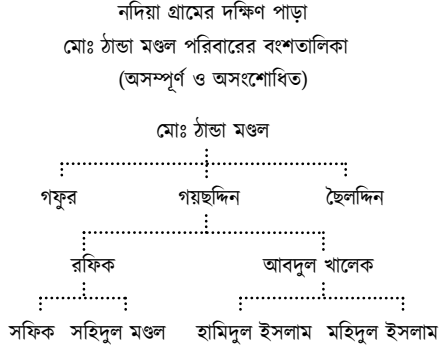 নদিয়া গ্রামের দক্ষিণ পাড়া
মোঃ ঠান্ডা মণ্ডল পরিবারের বংশতালিকা
(অসম্পূর্ণ ও অসংশোধিত)
মোঃ ঠান্ডা মণ্ডল
গফুর গয়ছদ্দিন ছৈলদ্দিন
রফিক আবদুল খালেক
সফিক সহিদুল মণ্ডল হামিদুল ইসলাম মহিদুল ইসলাম